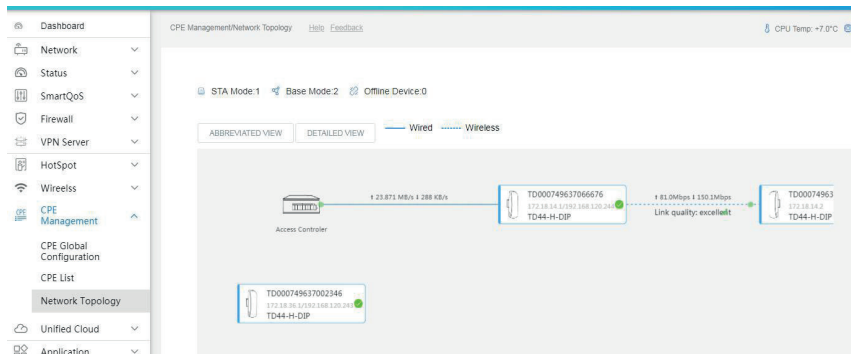 Dashboard
Network
Status
SmartQoS
Firewall
VPN Server
HotSpot
Wireelss
CPE
Management
CPE Global
Configuration
CPE List
Network Topology
Unified Cloud
Application
CPE Management/Network Topology Help Feedback
CPU Temp: +7.0°C
STA Mode:1 Base Mode:2 Offline Device:0
ABBREVIATED VIEW DETAILED VIEW Wired Wireless
Access Controler
↑ 23.871 MB/s ↓ 288 KB/s
TD000749637066676
172.18.14.1/192.168.120.244
TD44-H-DIP
↑ 81.0Mbps ↓ 150.1Mbps
Link quality: excellent
TD00074963
172.18.14.2
TD44-H-DIP
TD000749637002346
172.18.36.1/192.168.120.243
TD44-H-DIP